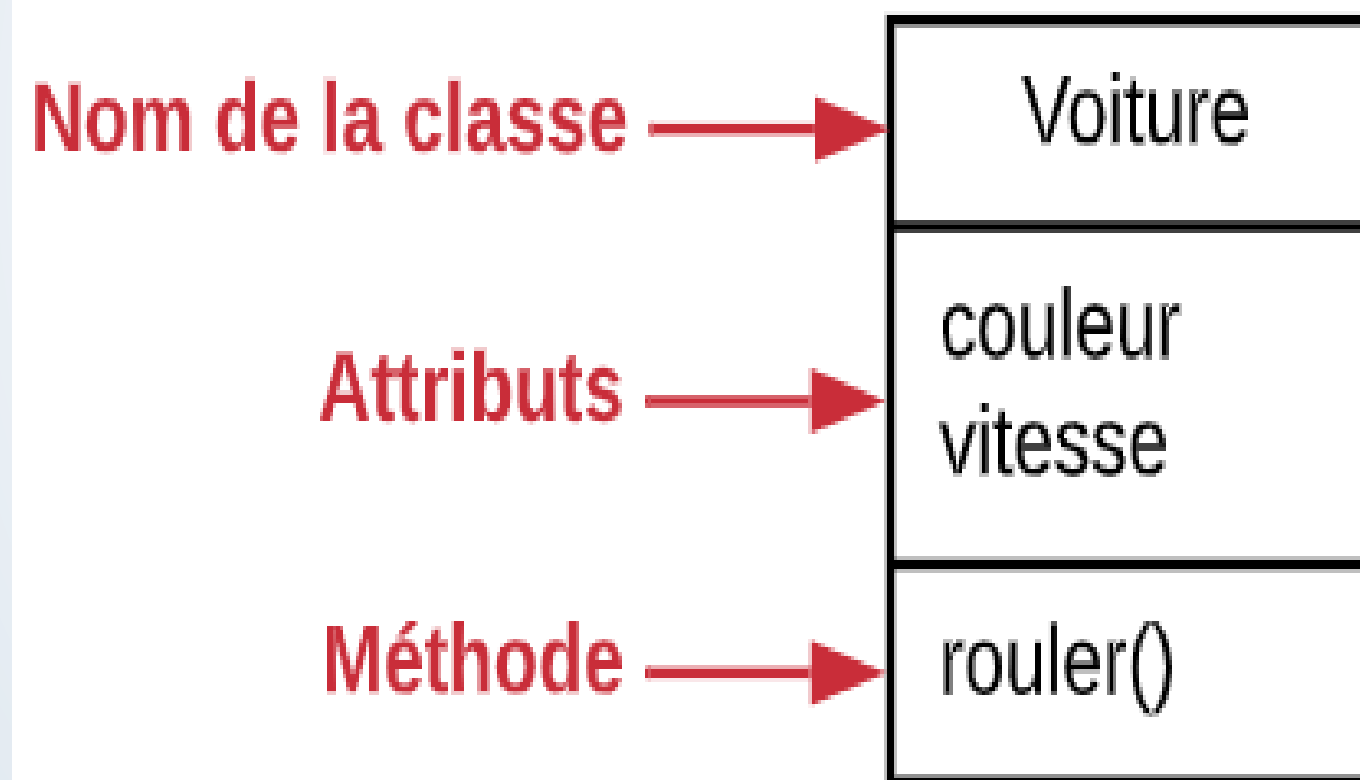 Nom de la classe
Voiture
Attributs
couleur
vitesse
Méthode
rouler()